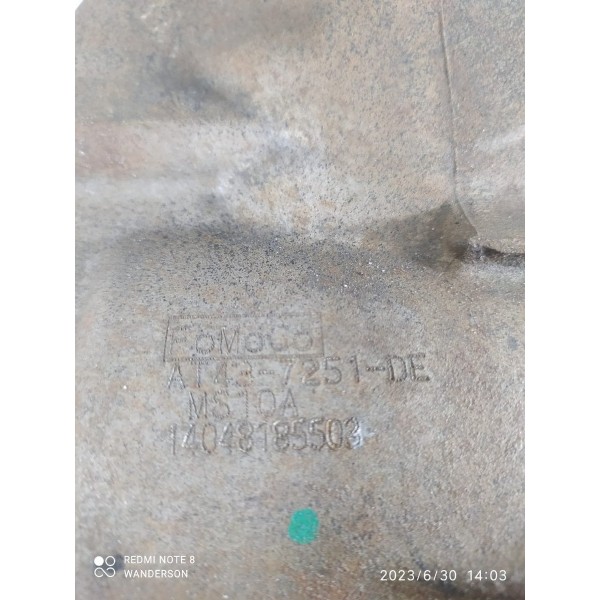 FoMoCo
AT43-7251-DE
MS10A
14048185503
REDMI NOTE 8
WANDERSON
2023/6/30 14:03